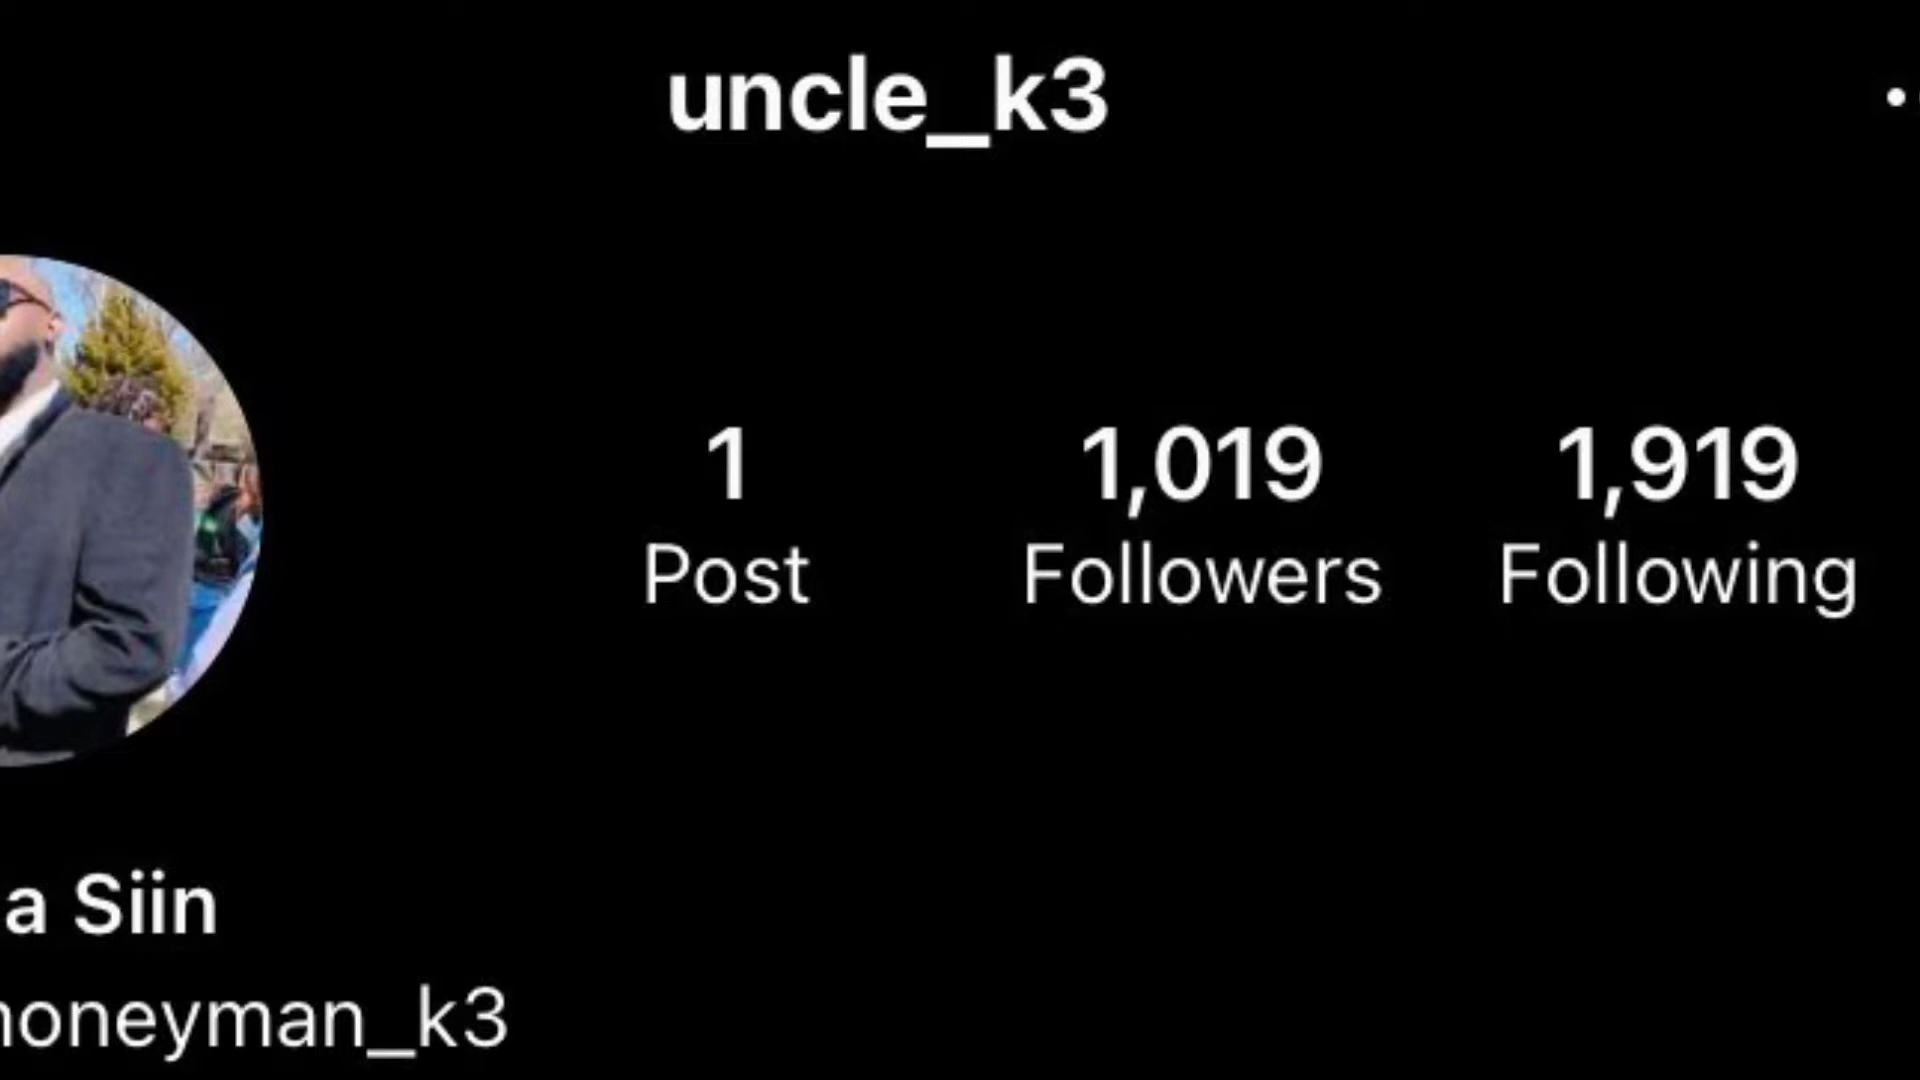 uncle_k3
1 1,019 1,919
Post Followers Following
a Siin
oneyman_k3